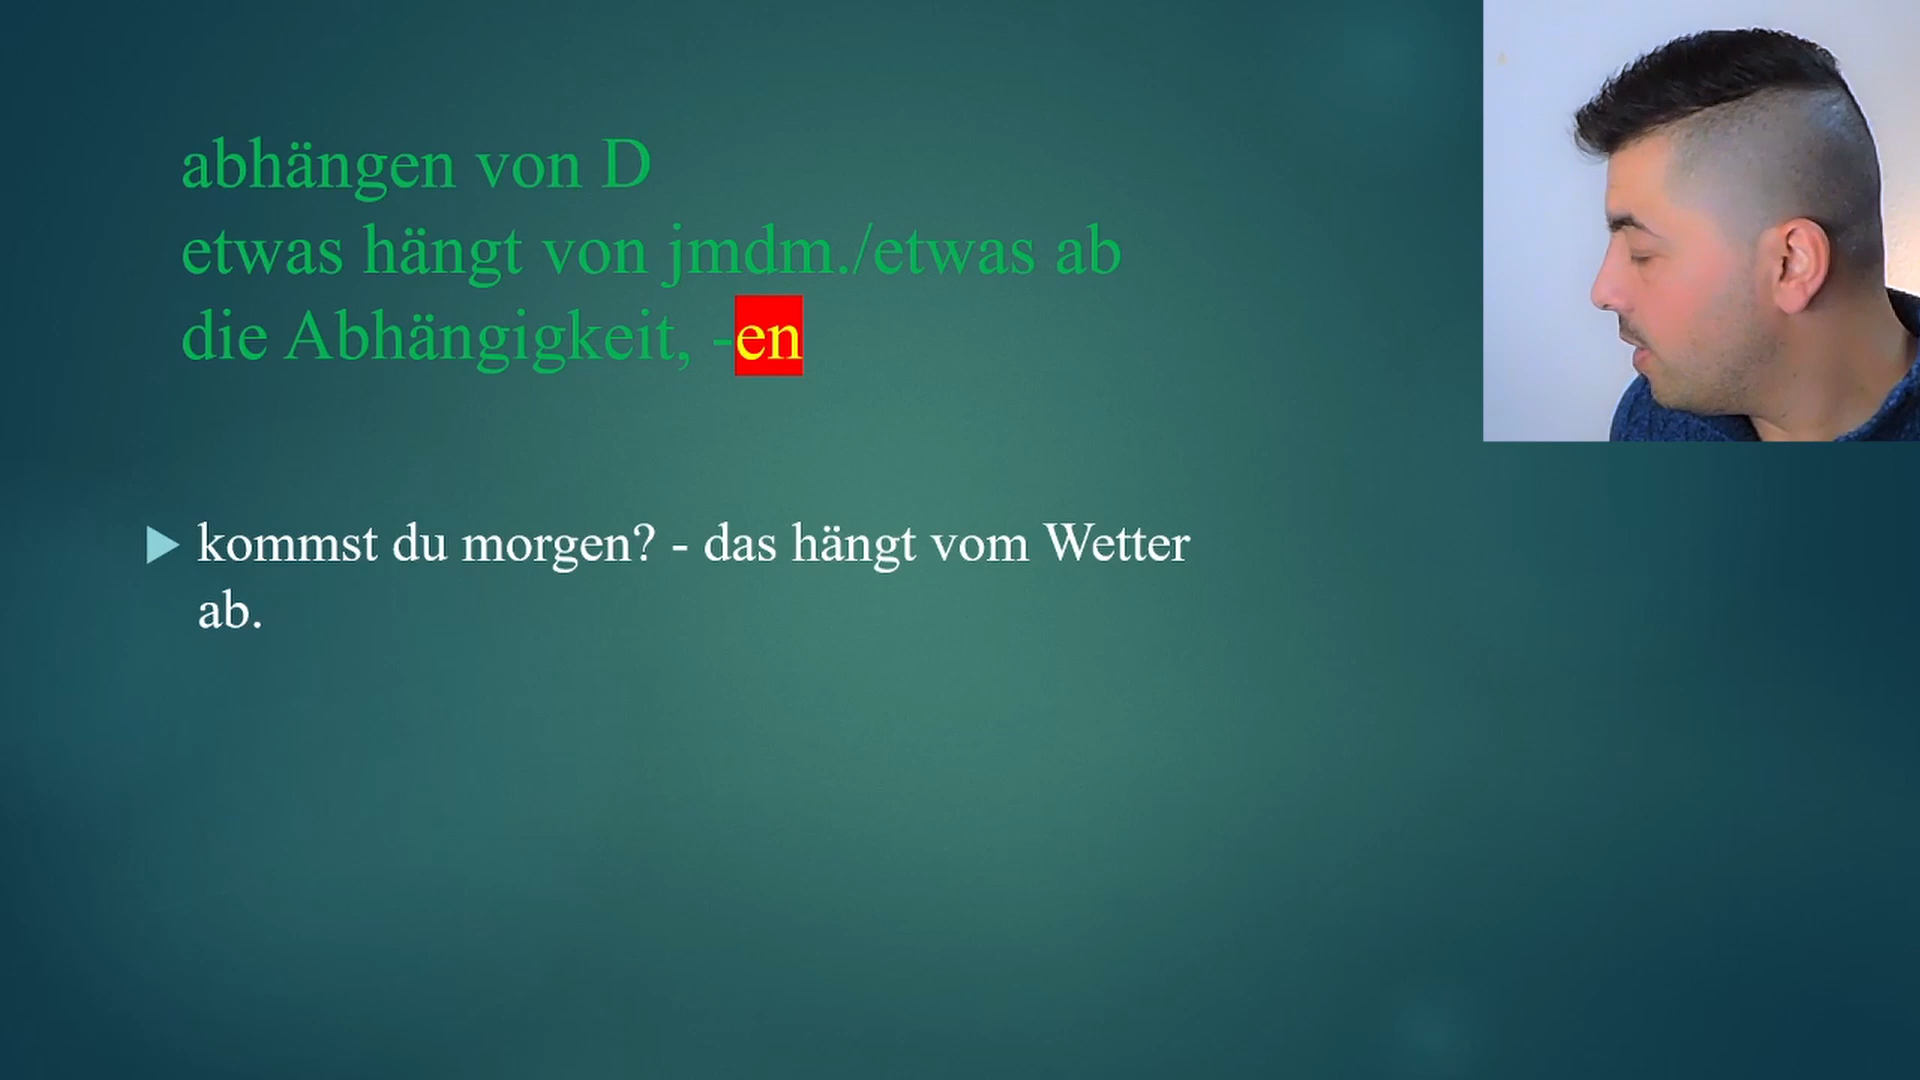 abhängen von D
etwas hängt von jmdm./etwas ab
die Abhängigkeit, -en
kommst du morgen? - das hängt vom Wetter
ab.